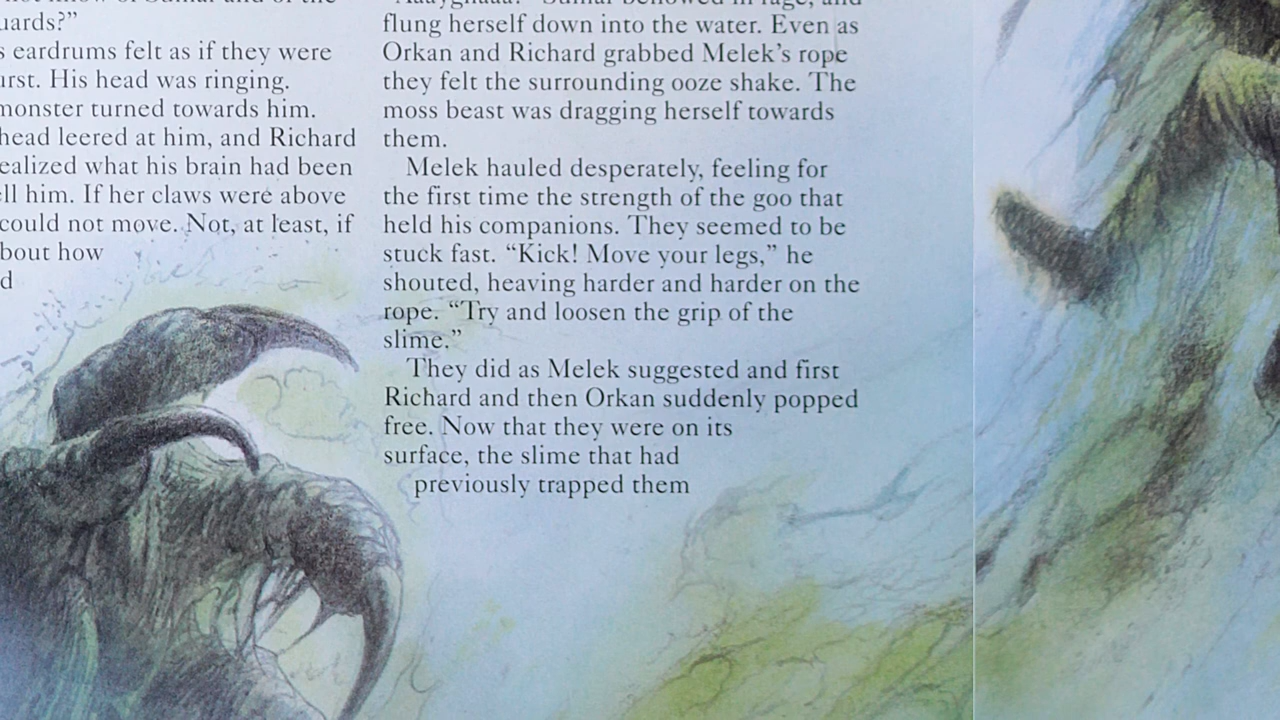 uards?”
s eardrums felt as if they were
urst. His head was ringing.
monster turned towards him.
head leered at him, and Richard
ealized what his brain had been
ell him. If her claws were above
could not move. Not, at least, if
bout how
d
flung herself down into the water. Even as
Orkan and Richard grabbed Melek’s rope
they felt the surrounding ooze shake. The
moss beast was dragging herself towards
them.
Melek hauled desperately, feeling for
the first time the strength of the goo that
held his companions. They seemed to be
stuck fast. “Kick! Move your legs,” he
shouted, heaving harder and harder on the
rope. “Try and loosen the grip of the
slime.”
They did as Melek suggested and first
Richard and then Orkan suddenly popped
free. Now that they were on its
surface, the slime that had
previously trapped them